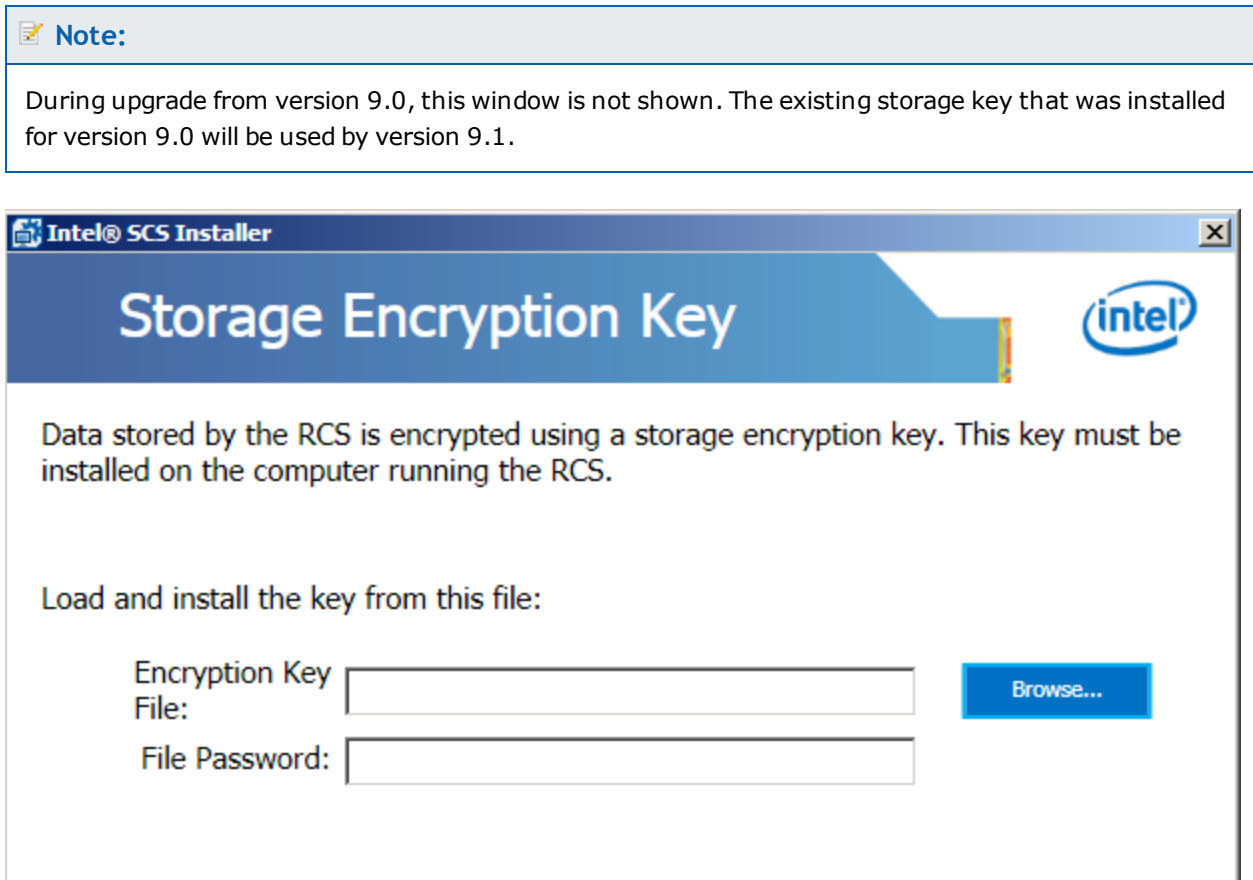 Note:
During upgrade from version 9.0, this window is not shown. The existing storage key that was installed
for version 9.0 will be used by version 9.1.
Intel® SCS Installer
Storage Encryption Key
intel®
Data stored by the RCS is encrypted using a storage encryption key. This key must be
installed on the computer running the RCS.
Load and install the key from this file:
Encryption Key
File:
Browse...
File Password: